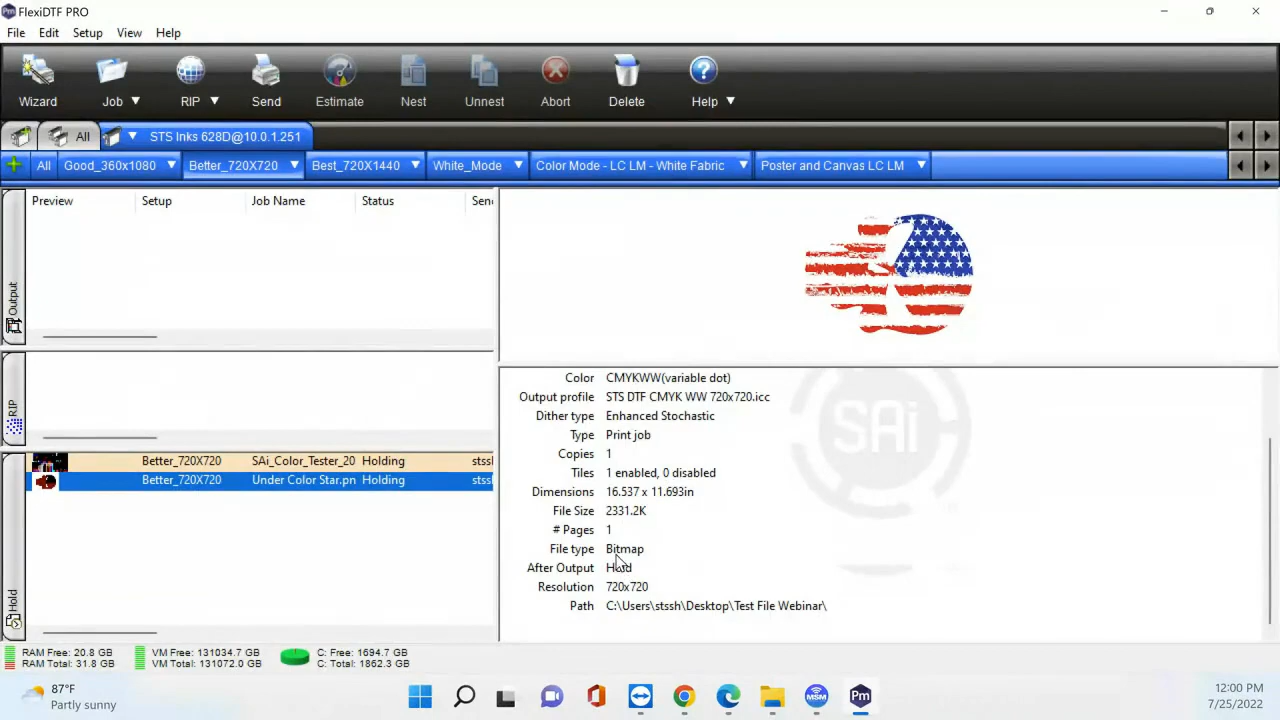 FlexiDTF PRO
File Edit Setup View Help
Wizard Job RIP Send Estimate Nest Unnest Abort Delete Help
All STS Inks 628D@10.0.1.251
All Good_360x1080 Better_720X720 Best_720X1440 White_Mode Color Mode - LC LM - White Fabric Poster and Canvas LC LM
Preview Setup Job Name Status Sen
Output
RIP
Hold
Better_720X720 SAi_Color_Tester_20 Holding stssl
Better_720X720 Under Color Star.pn Holding stssl
SAi
Color CMYKWW(variable dot)
Output profile STS DTF CMYK WW 720x720.icc
Dither type Enhanced Stochastic
Type Print job
Copies 1
Tiles 1 enabled, 0 disabled
Dimensions 16.537 x 11.693in
File Size 2331.2K
# Pages 1
File type Bitmap
After Output Hold
Resolution 720x720
Path C:\Users\stssh\Desktop\Test File Webinar\
RAM Free: 20.8 GB VM Free: 131034.7 GB C: Free: 1694.7 GB
RAM Total: 31.8 GB VM Total: 131072.0 GB C: Total: 1862.3 GB
87°F
Partly sunny
MSM
Pm
12:00 PM
7/25/2022